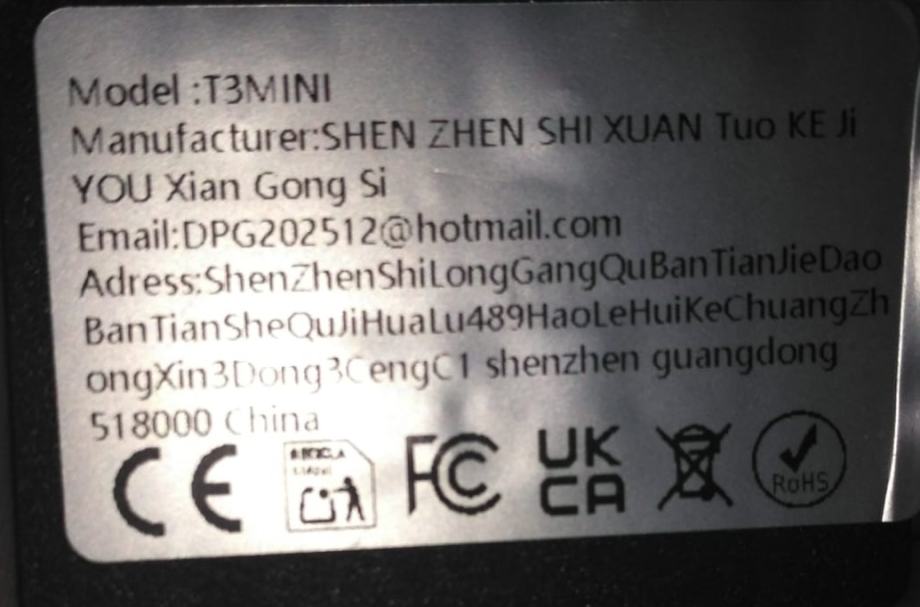 Model :T3MINI
Manufacturer:SHEN ZHEN SHI XUAN Tuo KE Ji
YOU Xian Gong Si
Email:DPG202512@hotmail.com
Adress:ShenZhenShiLongGangQuBanTianJieDao
BanTianSheQuJiHuaLu489HaoLeHuiKeChuangZh
ongXin3Dong3CengC1 shenzhen guangdong
518000 China
CE FC UK CA RoHS